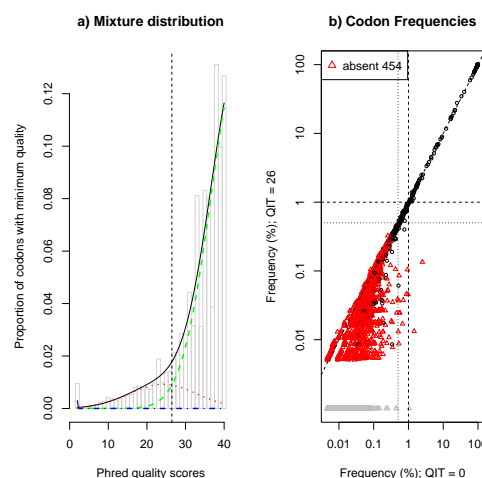 a) Mixture distribution
Proportion of codons with minimum quality
0.12
0.10
0.08
0.06
0.04
0.02
0.00
0 10 20 30 40
Phred quality scores
b) Codon Frequencies
absent 454
Frequency (%); QIT = 26
100
10
1
0.1
0.01
0.01 0.1 1 10 100
Frequency (%); QIT = 0